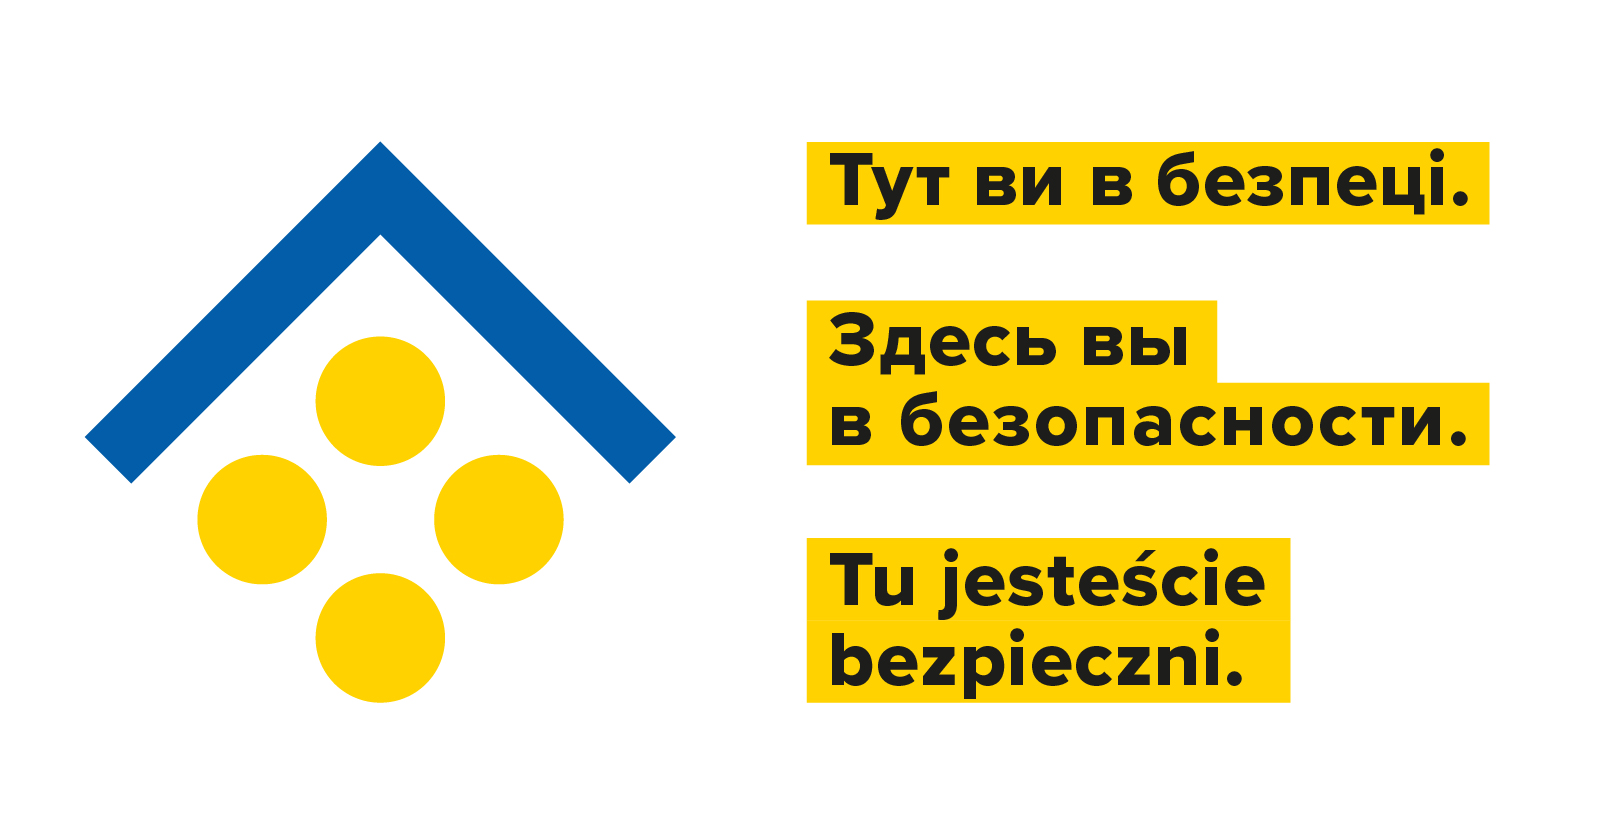 Тут ви в безпеці.
Здесь вы
в безопасности.
Tu jesteście
bezpieczni.